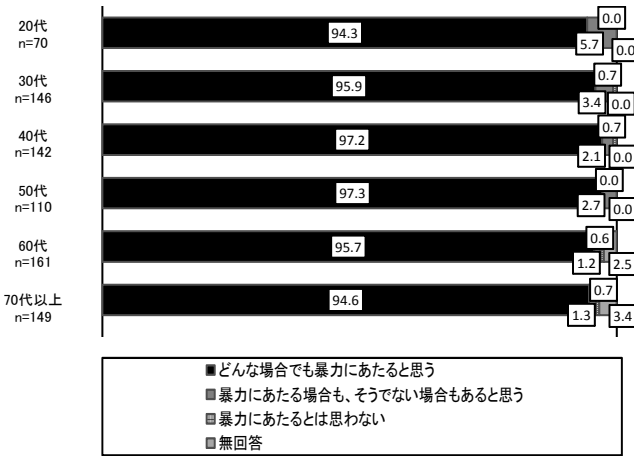 20代
n=70
94.3
5.7
0.0
0.0
30代
n=146
95.9
3.4
0.7
0.0
40代
n=142
97.2
2.1
0.7
0.0
50代
n=110
97.3
2.7
0.0
0.0
60代
n=161
95.7
1.2
0.6
2.5
70代以上
n=149
94.6
1.3
0.7
3.4
どんな場合でも暴力にあたると思う
暴力にあたる場合も、そうでない場合もあると思う
暴力にあたるとは思わない
無回答